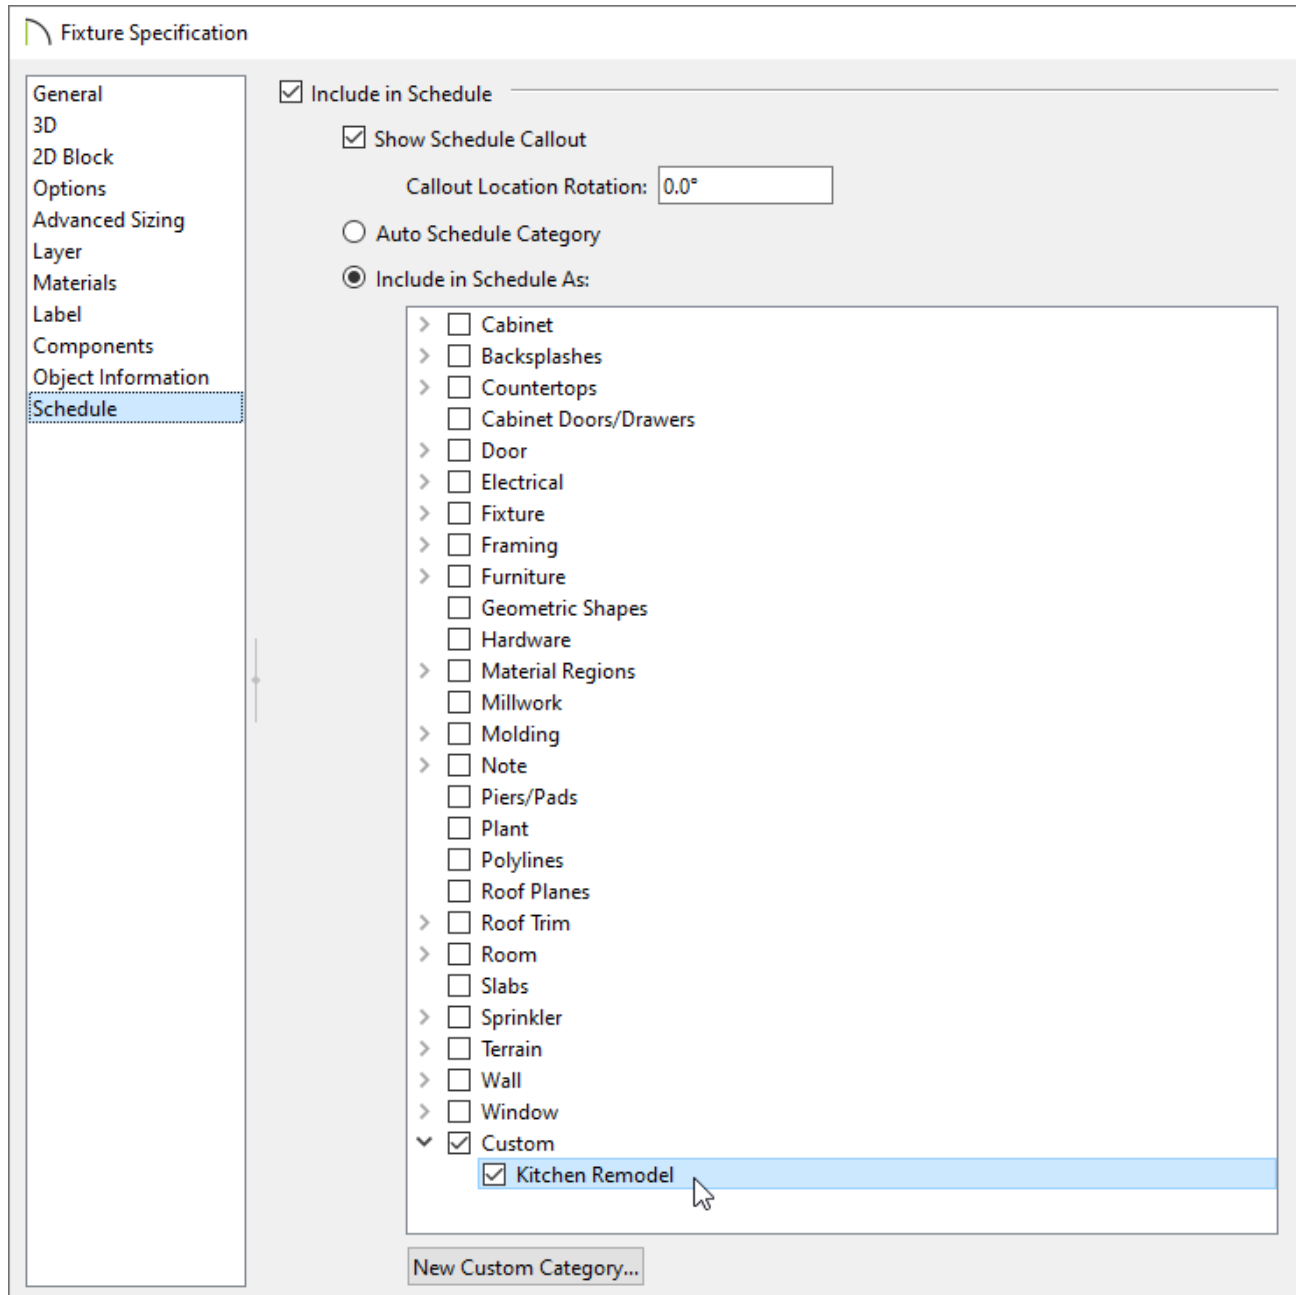 Fixture Specification
General
3D
2D Block
Options
Advanced Sizing
Layer
Materials
Label
Components
Object Information
Schedule
Include in Schedule
Show Schedule Callout
Callout Location Rotation: 0.0°
Auto Schedule Category
Include in Schedule As:
Cabinet
Backsplashes
Countertops
Cabinet Doors/Drawers
Door
Electrical
Fixture
Framing
Furniture
Geometric Shapes
Hardware
Material Regions
Millwork
Molding
Note
Piers/Pads
Plant
Polylines
Roof Planes
Roof Trim
Room
Slabs
Sprinkler
Terrain
Wall
Window
Custom
Kitchen Remodel
New Custom Category...